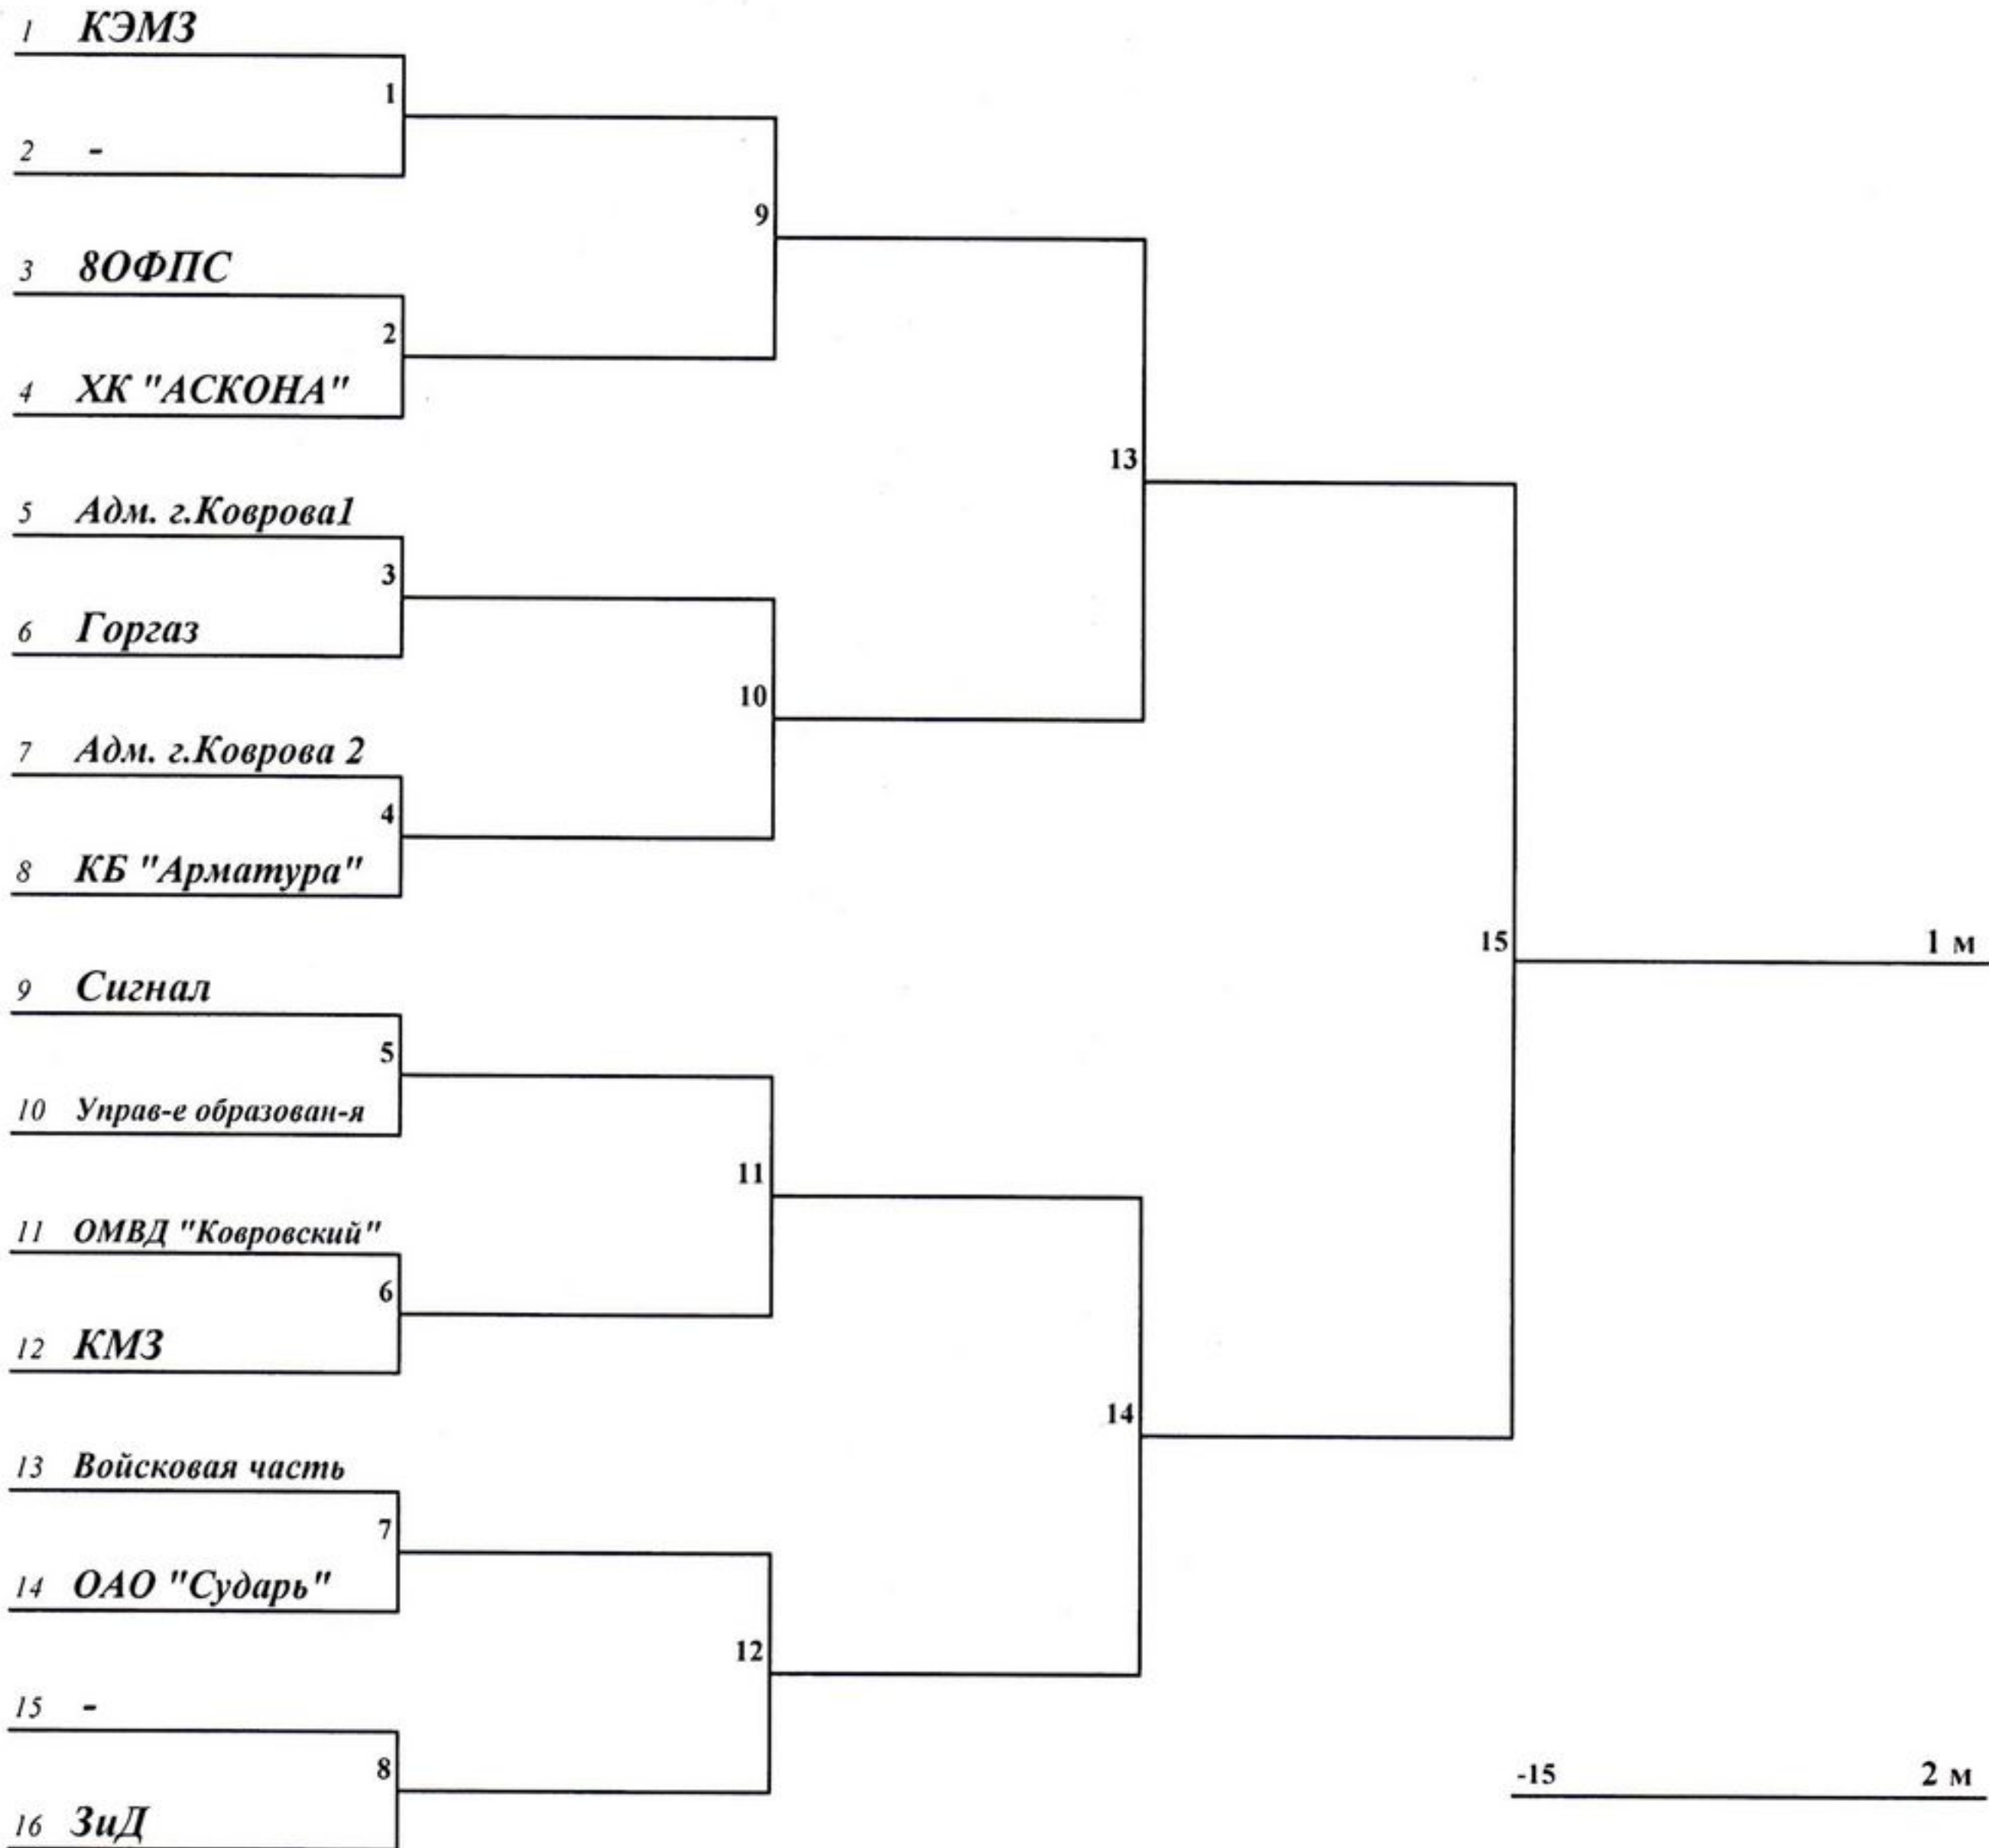 1 КЭМЗ
1
2 -
9
3 8ОФПС
2
4 ХК "АСКОНА"
13
5 Адм. г.Коврова1
3
6 Горгаз
10
7 Адм. г.Коврова 2
4
8 КБ "Арматура"
15 1 м
9 Сигнал
5
10 Управ-е образован-я
11
11 ОМВД "Ковровский"
6
12 КМЗ
14
13 Войсковая часть
7
14 ОАО "Сударь"
12
15 -
8
-15 2 м
16 ЗиД